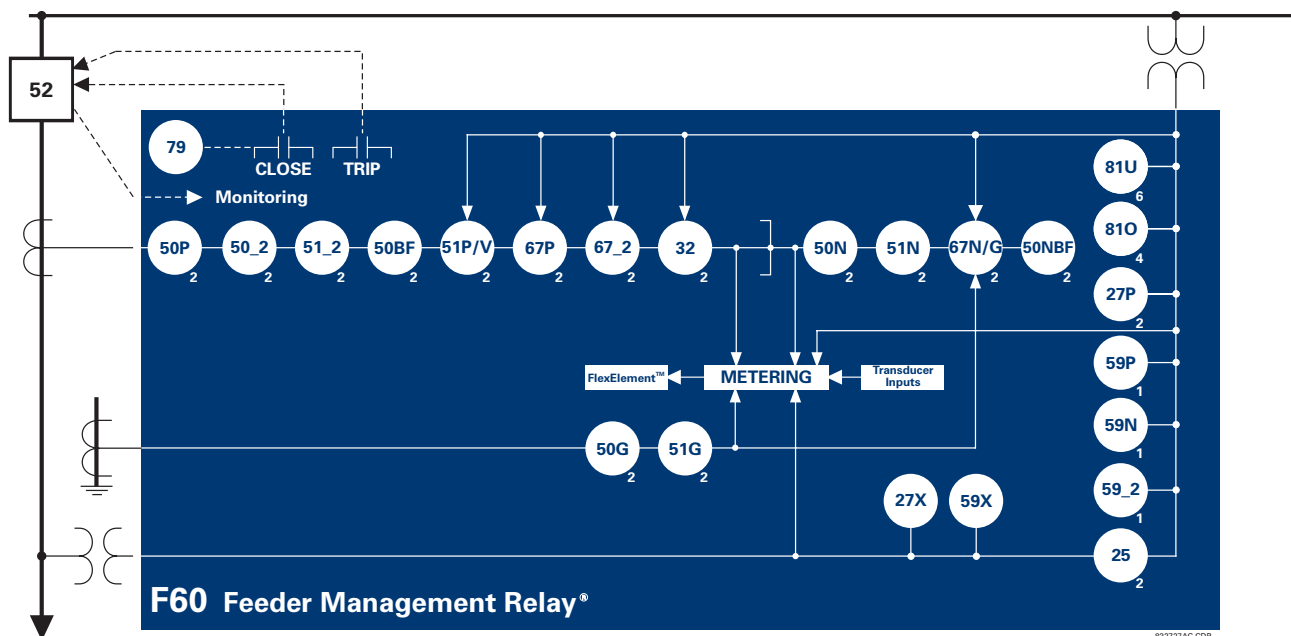 52
79
CLOSE TRIP
Monitoring
50P 2 50_2 2 51_2 2 50BF 2 51P/V 2 67P 2 67_2 2 32 2 50N 2 51N 2 67N/G 2 50NBF 2
81U 6
81O 4
27P 2
59P 1
59N 1
59_2 1
25 2
FlexElement™ METERING Transducer
Inputs
50G 2 51G 2
27X 59X
F60 Feeder Management Relay®
832727AC.CDR